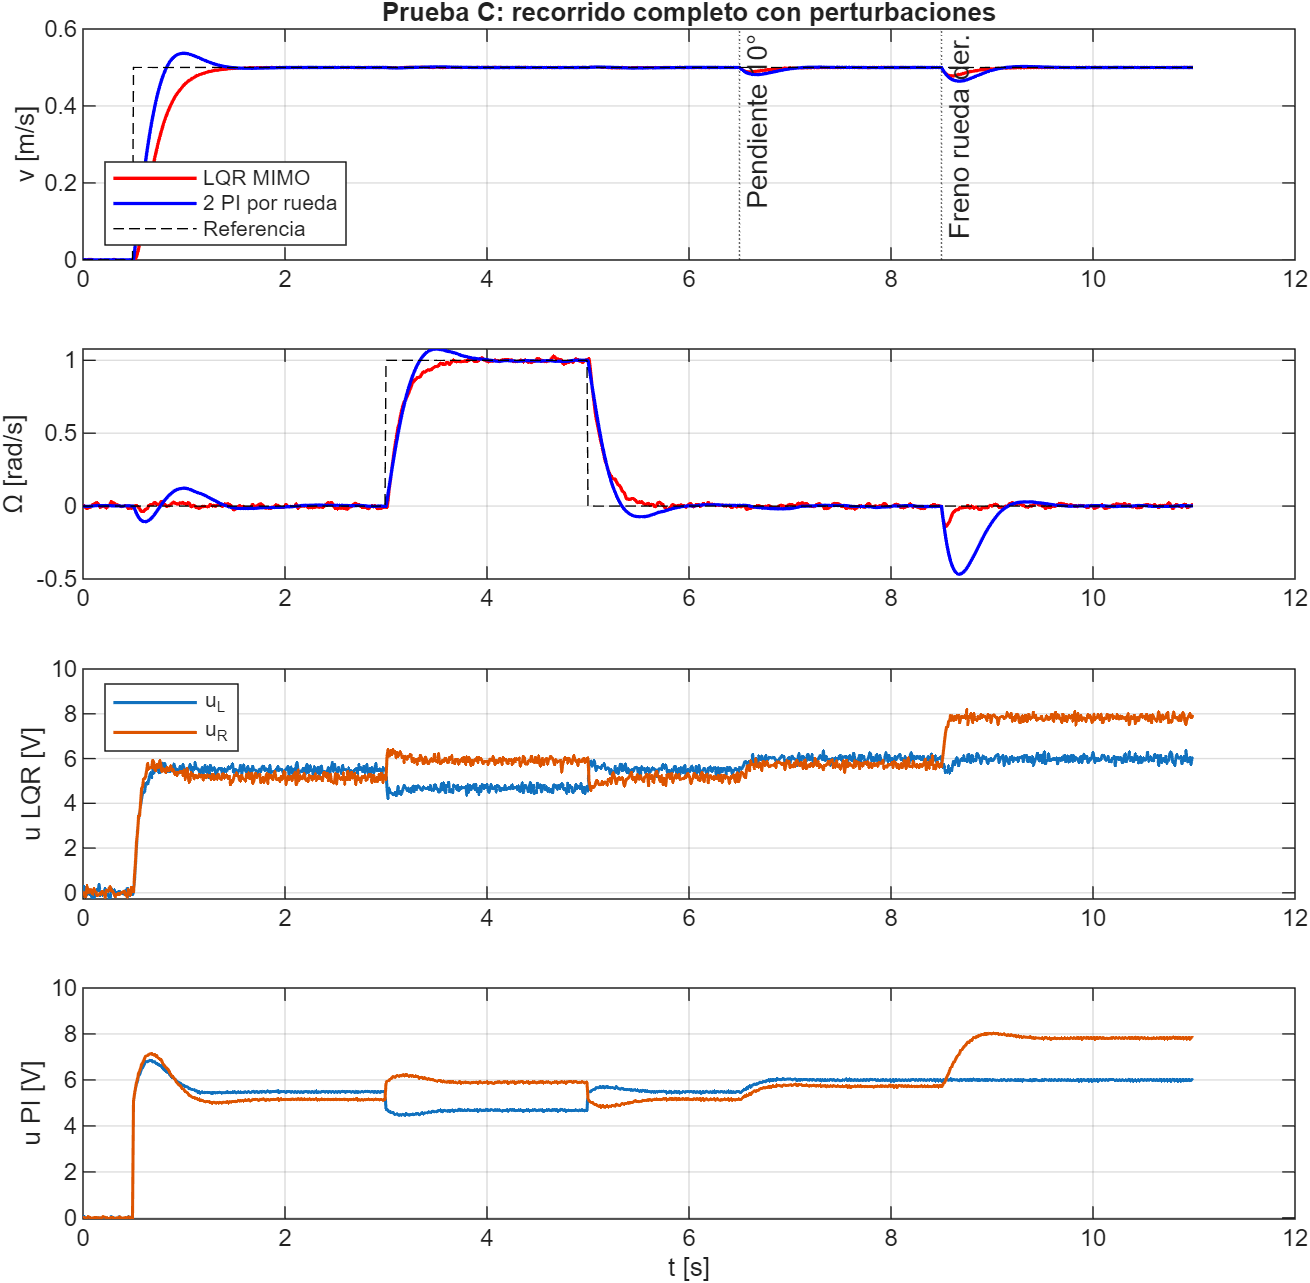 Prueba C: recorrido completo con perturbaciones
0.6
0.4
0.2
0
v [m/s]
LQR MIMO
2 PI por rueda
Referencia
Pendiente 10°
Freno rueda der.
0 2 4 6 8 10 12
1
0.5
0
-0.5
Ω [rad/s]
0 2 4 6 8 10 12
10
8
6
4
2
0
u LQR [V]
u_L
u_R
0 2 4 6 8 10 12
10
8
6
4
2
0
u PI [V]
0 2 4 6 8 10 12
t [s]